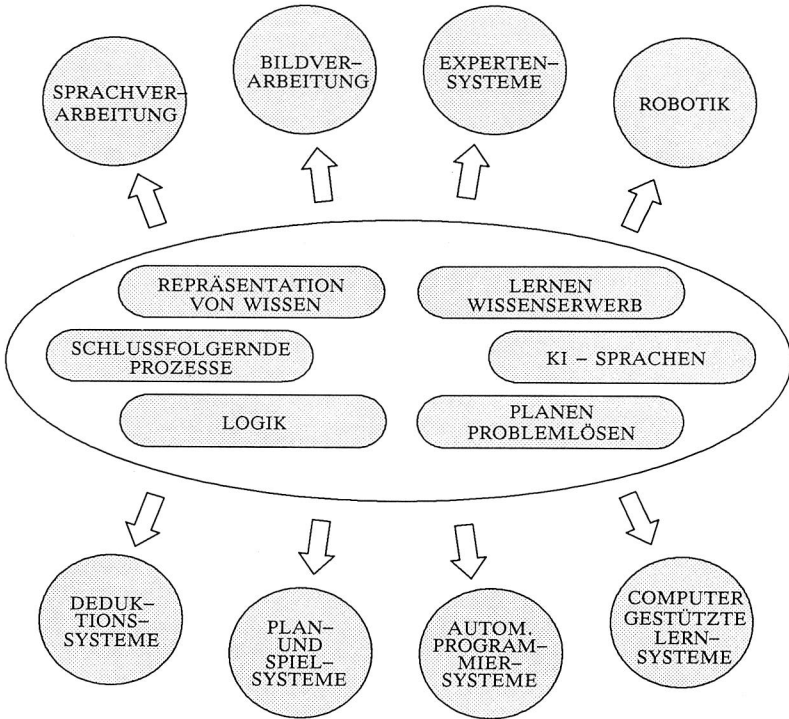 SPRACHVER-
ARBEITUNG
BILDVER-
ARBEITUNG
EXPERTEN-
SYSTEME
ROBOTIK
REPRÄSENTATION
VON WISSEN
LERNEN
WISSENSERWERB
SCHLUSSFOLGERNDE
PROZESSE
KI – SPRACHEN
LOGIK
PLANEN
PROBLEMLÖSEN
DEDUK-
TIONS-
SYSTEME
PLAN-
UND
SPIEL-
SYSTEME
AUTOM.
PROGRAM-
MIER-
SYSTEME
COMPUTER
GESTÜTZTE
LERN-
SYSTEME